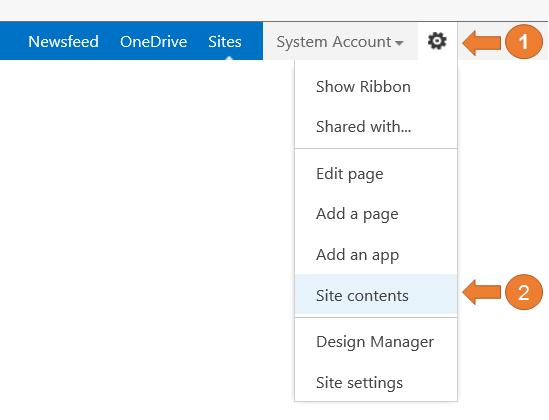 Newsfeed OneDrive Sites System Account 1
Show Ribbon
Shared with...
Edit page
Add a page
Add an app
Site contents 2
Design Manager
Site settings